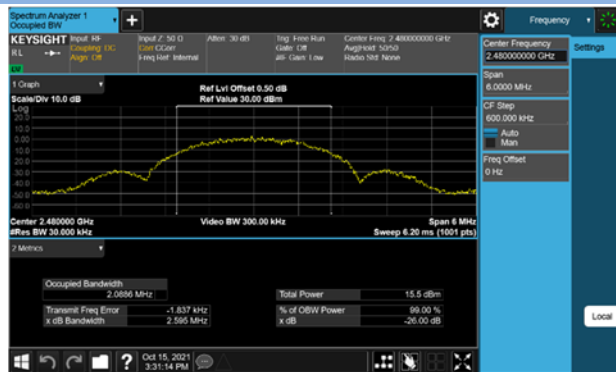 Spectrum Analyzer 1
Occupied BW
Frequency
KEYSIGHT
Input: RF
Input Z: 50 Ω
Atten: 30 dB
Trig: Free Run
Center Freq: 2.480000000 GHz
RL
Coupling: DC
Corr CCorr
Gate: Off
Avg|Hold: 50/50
Align: Off
Freq Ref: Internal
#IF Gain: Low
Radio Std: None
Center Frequency
2.480000000 GHz
Settings
Span
6.0000 MHz
CF Step
600.000 kHz
Auto
Man
Freq Offset
0 Hz
Local
1 Graph
Ref Lvl Offset 0.50 dB
Scale/Div 10.0 dB
Ref Value 30.00 dBm
Log
20.0
10.0
0.00
-10.0
-20.0
-30.0
-40.0
-50.0
-60.0
Center 2.480000 GHz
Video BW 300.00 kHz
Span 6 MHz
#Res BW 30.000 kHz
Sweep 6.20 ms (1001 pts)
2 Metrics
Occupied Bandwidth
2.0886 MHz
Total Power
15.5 dBm
Transmit Freq Error
-1.837 kHz
% of OBW Power
99.00 %
x dB Bandwidth
2.595 MHz
x dB
-26.00 dB
Oct 15, 2021
3:31:14 PM